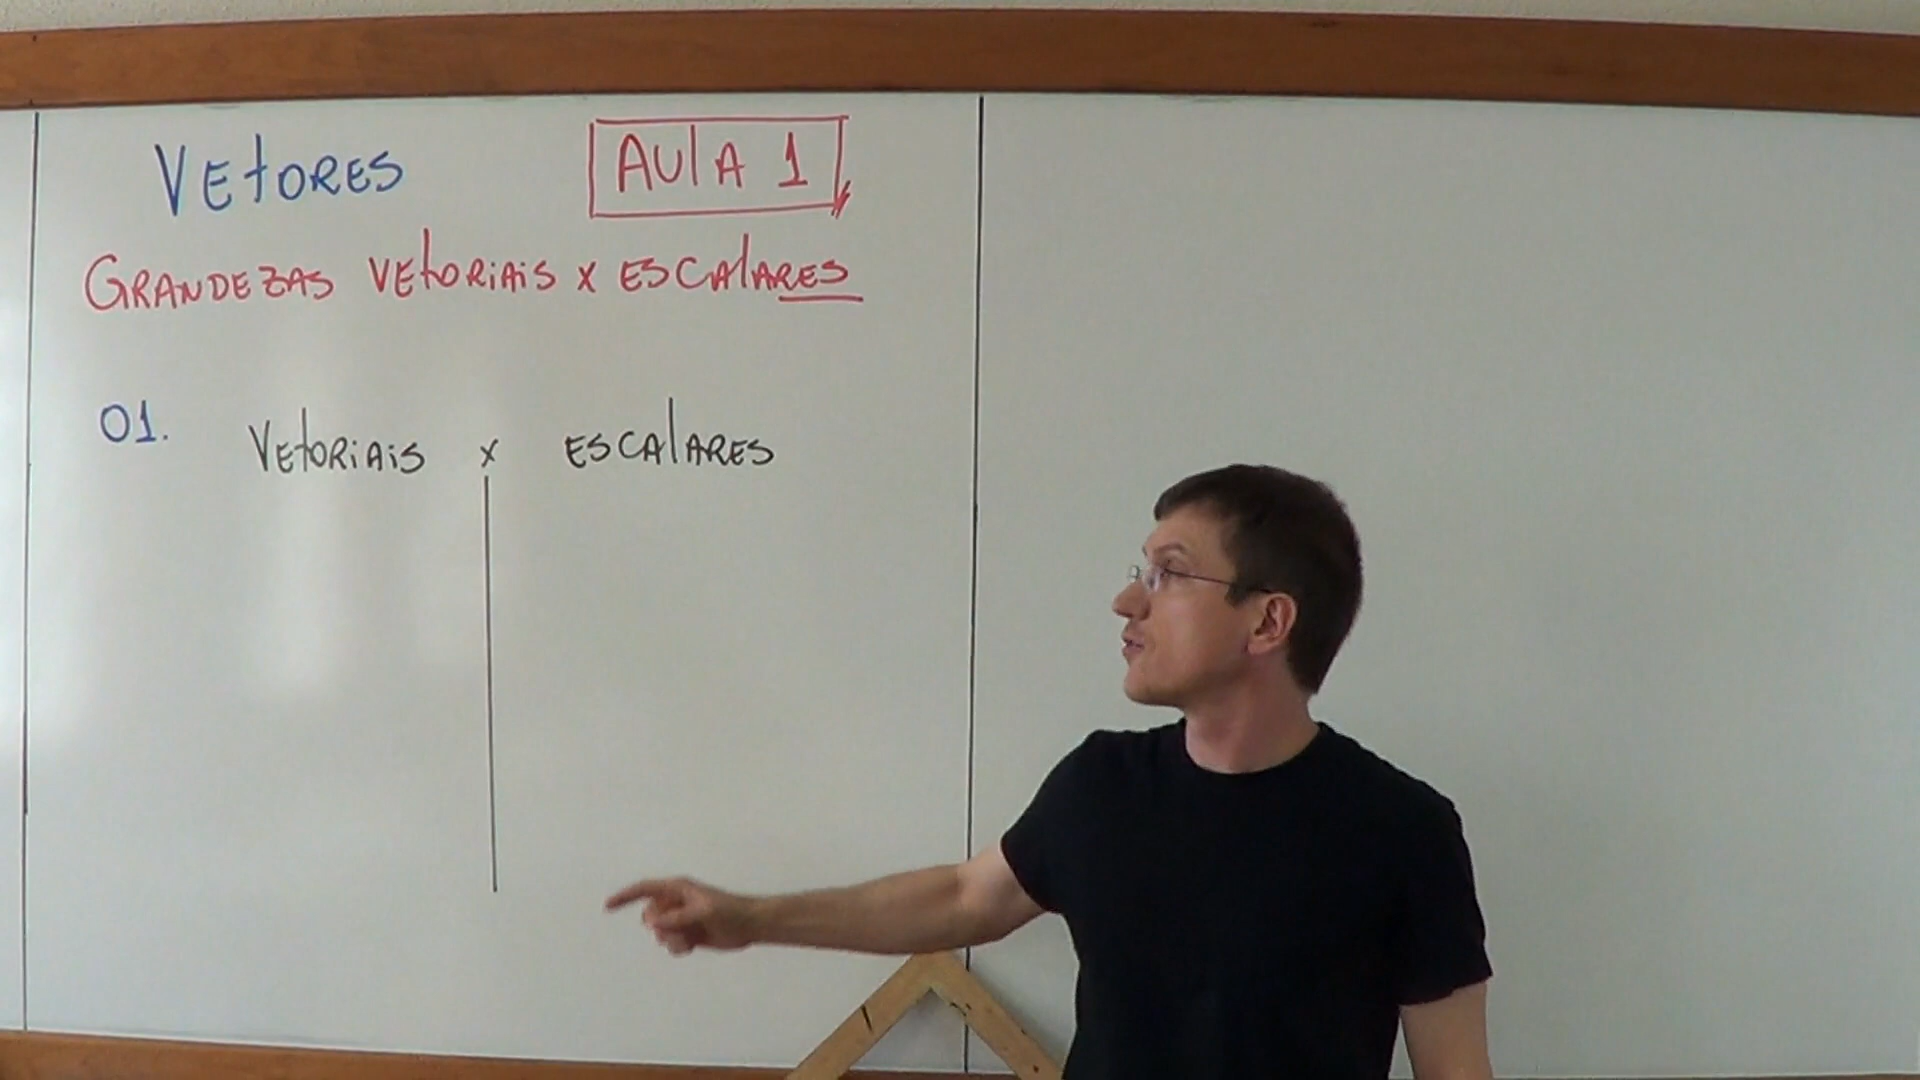 VEtORES
AUlA 1
GRANDEZAS VEtORiAiS x ESCAlARES
01.
VEtORiAiS x ESCAlARES